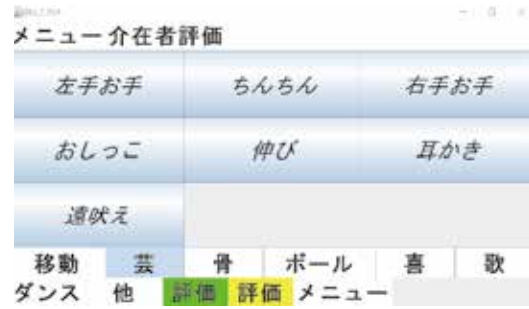 メニュー 介在者評価
左手お手 ちんちん 右手お手
おしっこ 伸び 耳かき
遠吠え
移動 芸 骨 ボール 喜 歌
ダンス 他 評価 評価 メニュー